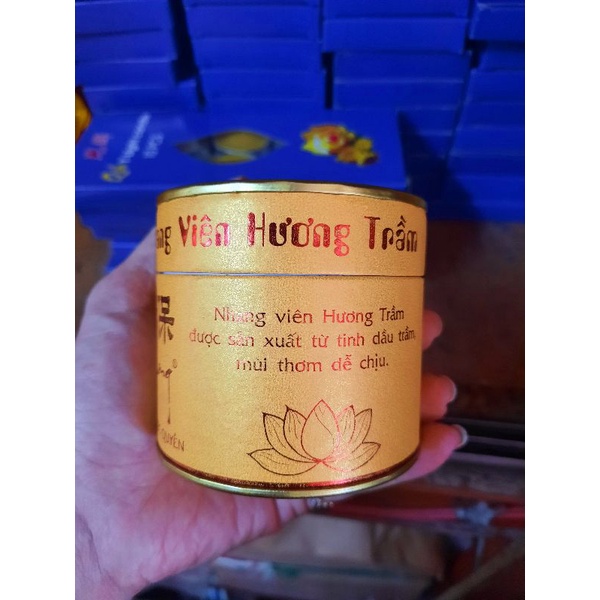 Viên Hương Trầm
Nhang viên Hương Trầm
được sản xuất từ tinh dầu trầm,
mùi thơm dễ chịu.